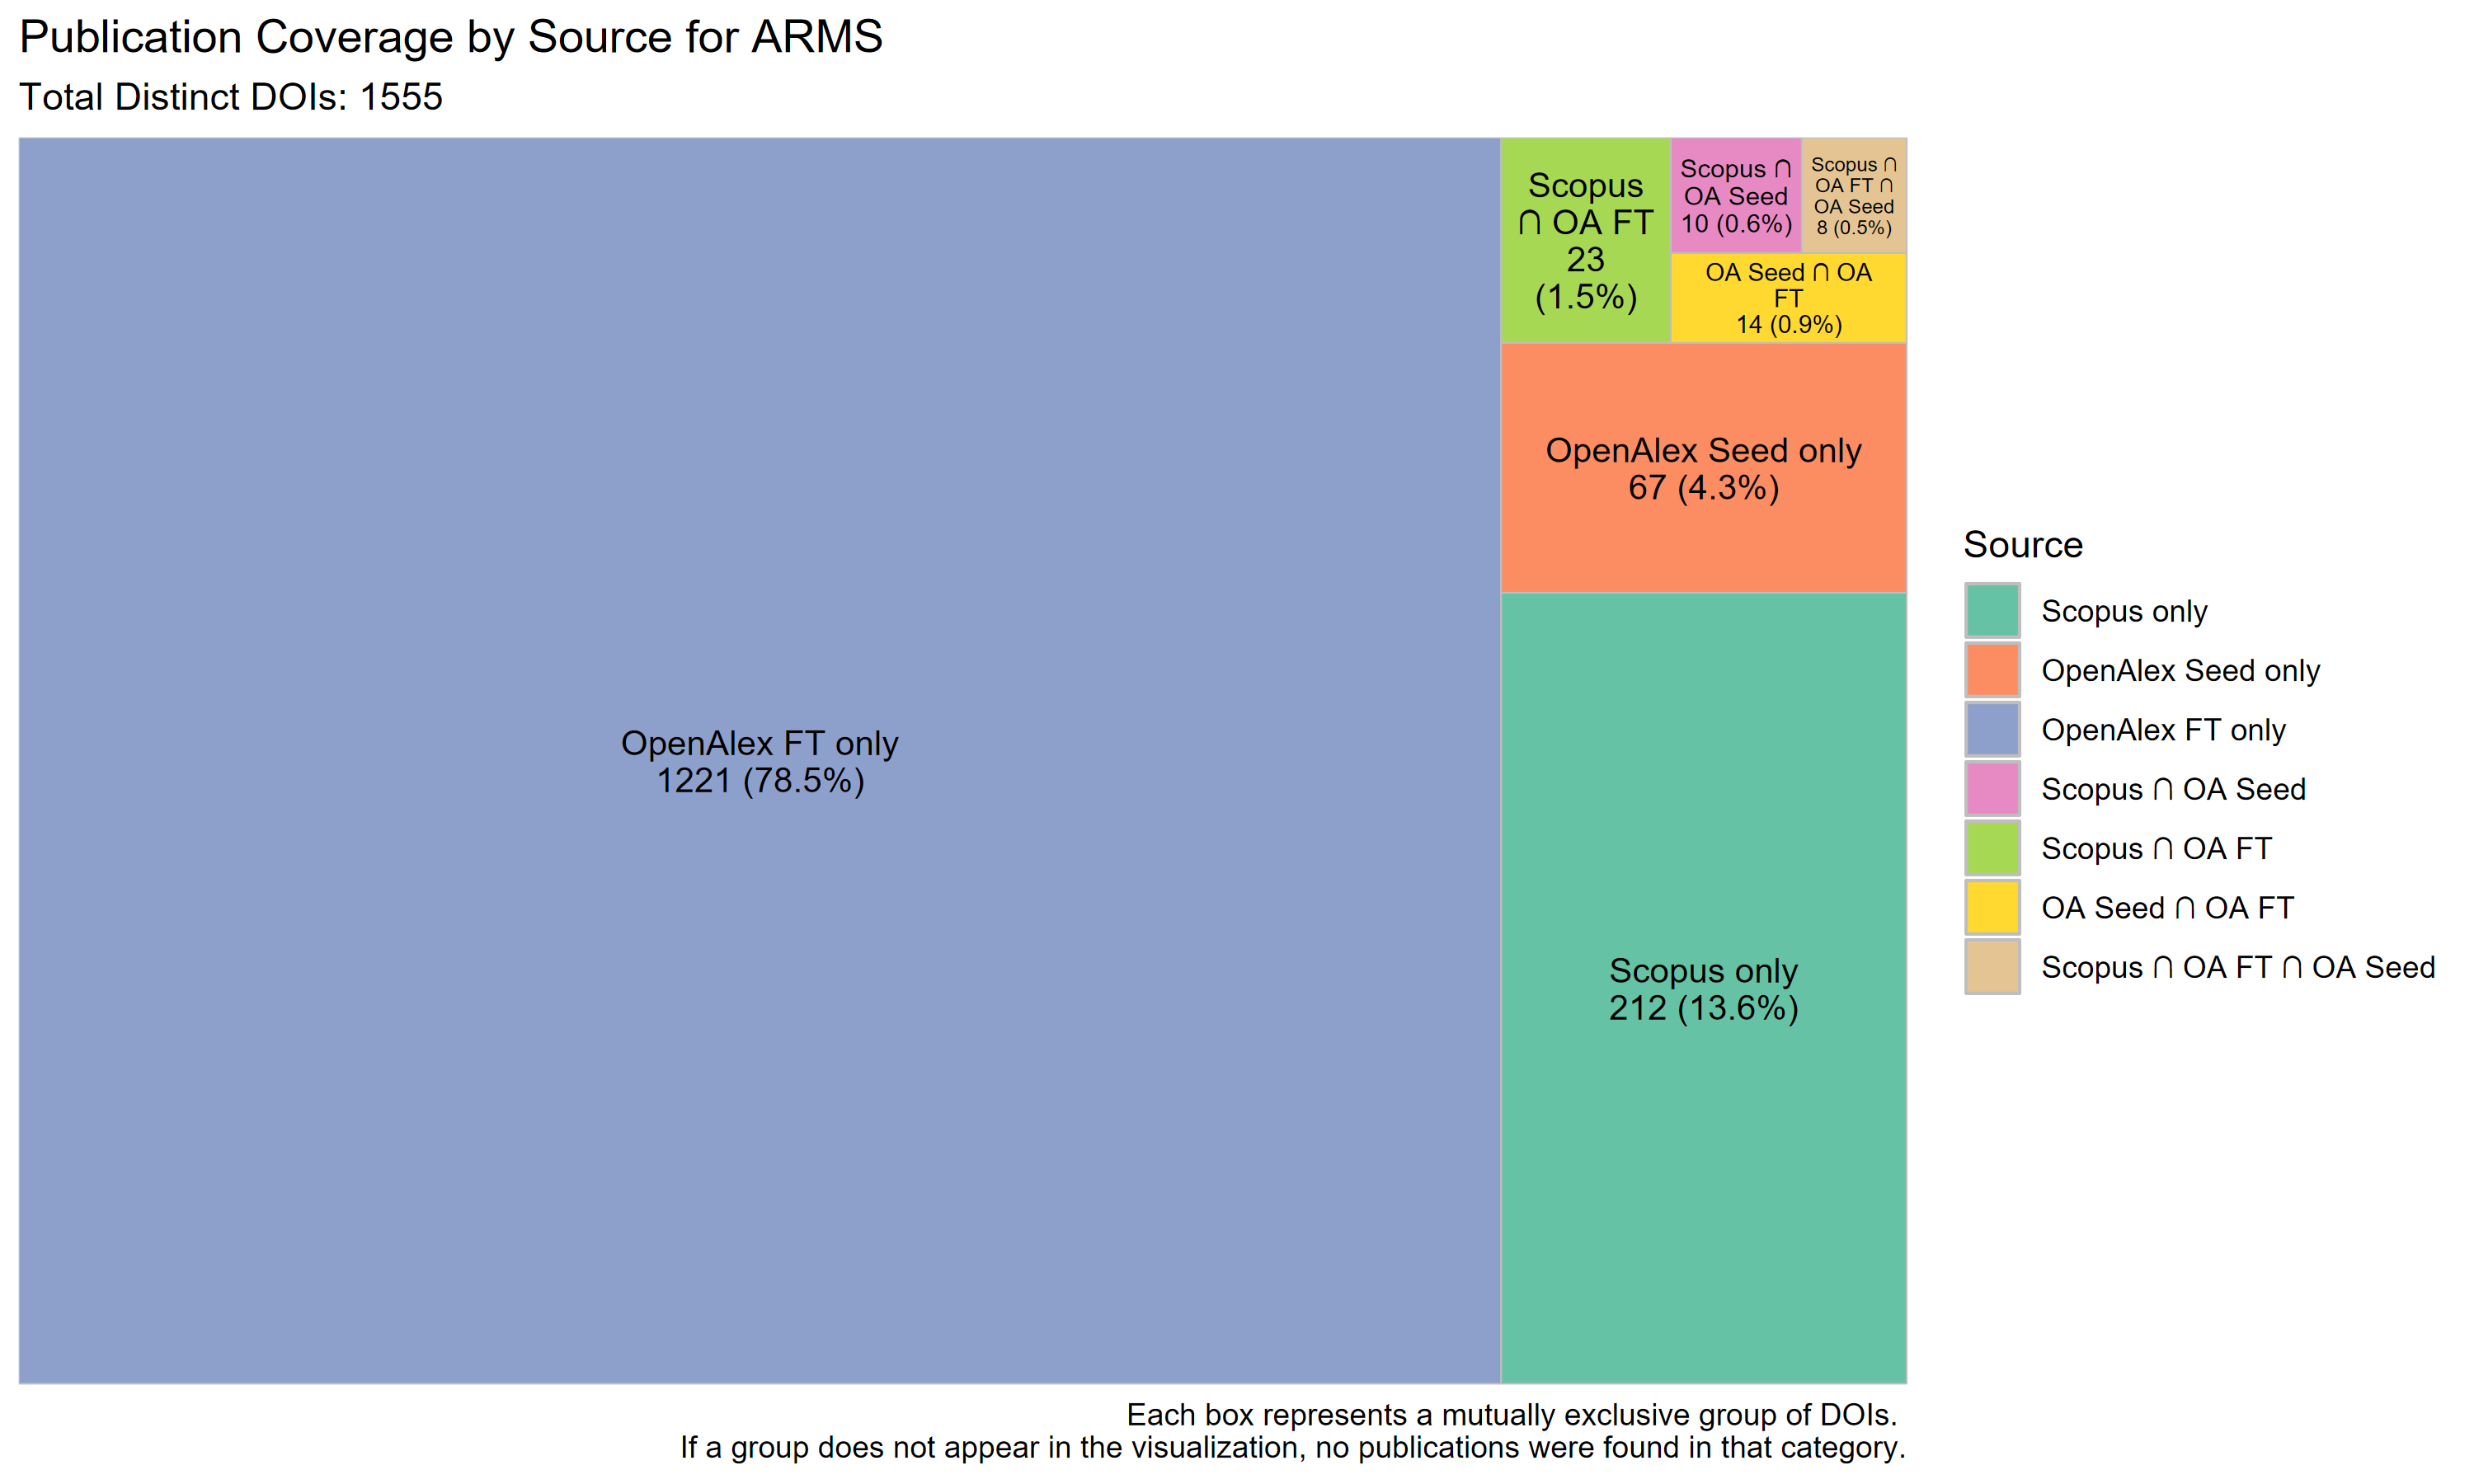 Publication Coverage by Source for ARMS
Total Distinct DOIs: 1555
OpenAlex FT only
1221 (78.5%)
Scopus
∩ OA FT
23
(1.5%)
Scopus ∩
OA Seed
10 (0.6%)
Scopus ∩
OA FT ∩
OA Seed
8 (0.5%)
OA Seed ∩ OA
FT
14 (0.9%)
OpenAlex Seed only
67 (4.3%)
Scopus only
212 (13.6%)
Source
Scopus only
OpenAlex Seed only
OpenAlex FT only
Scopus ∩ OA Seed
Scopus ∩ OA FT
OA Seed ∩ OA FT
Scopus ∩ OA FT ∩ OA Seed
Each box represents a mutually exclusive group of DOIs.
If a group does not appear in the visualization, no publications were found in that category.